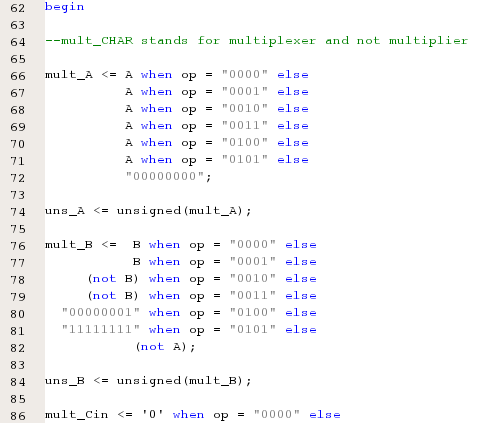 62 begin
63
64 --mult_CHAR stands for multiplexer and not multiplier
65
66 mult_A <= A when op = "0000" else
67 A when op = "0001" else
68 A when op = "0010" else
69 A when op = "0011" else
70 A when op = "0100" else
71 A when op = "0101" else
72 "00000000";
73
74 uns_A <= unsigned(mult_A);
75
76 mult_B <= B when op = "0000" else
77 B when op = "0001" else
78 (not B) when op = "0010" else
79 (not B) when op = "0011" else
80 "00000001" when op = "0100" else
81 "11111111" when op = "0101" else
82 (not A);
83
84 uns_B <= unsigned(mult_B);
85
86 mult_Cin <= '0' when op = "0000" else